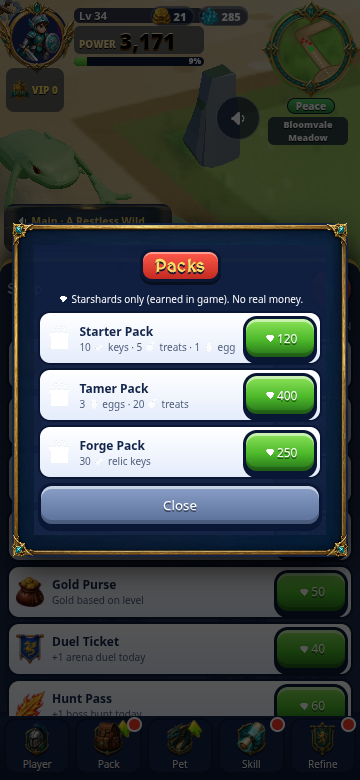 Lv 34
21
285
POWER 3,171
9%
VIP 0
Peace
Bloomvale
Meadow
Main · A Restless Wild
Packs
Starshards only (earned in game). No real money.
Starter Pack
10 keys · 5 treats · 1 egg
120
Tamer Pack
3 eggs · 20 treats
400
Forge Pack
30 relic keys
250
Close
Gold Purse
Gold based on level
50
Duel Ticket
+1 arena duel today
40
Hunt Pass
+1 boss hunt today
60
Player
Pack
Pet
Skill
Refine